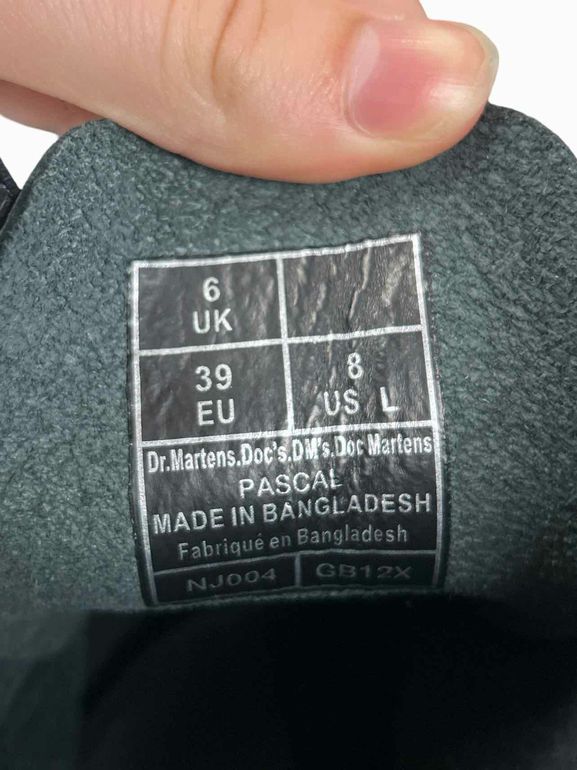 6
UK
39
EU
8
US L
Dr.Martens.Doc's.DM's.Doc Martens
PASCAL
MADE IN BANGLADESH
Fabriqué en Bangladesh
NJ004
GB12X